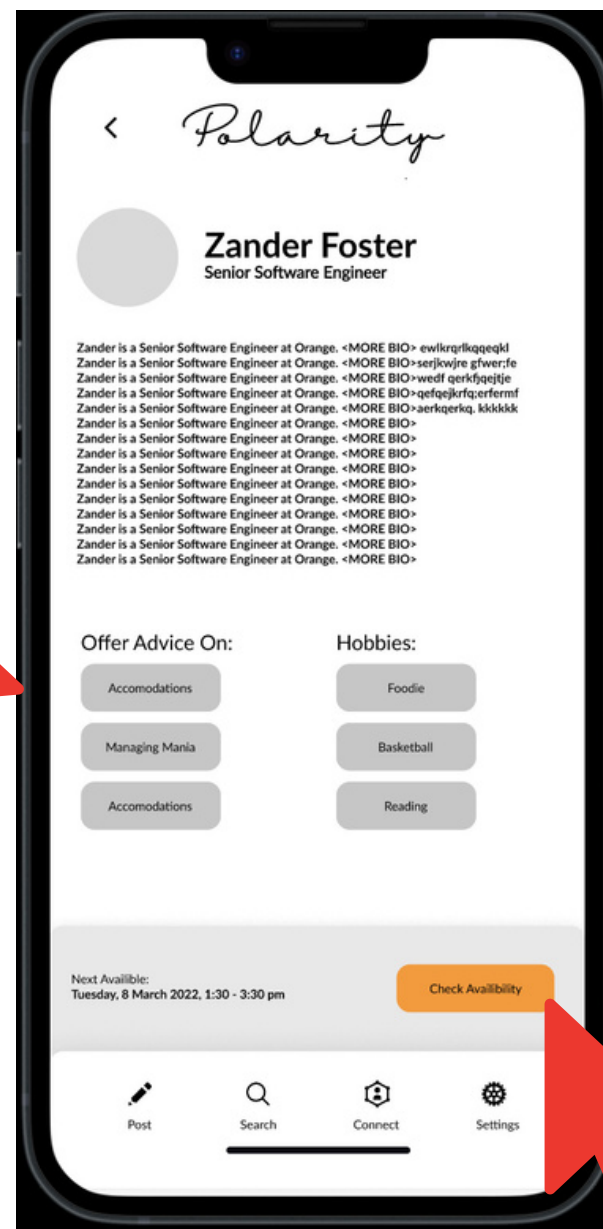 Polarity
Zander Foster
Senior Software Engineer
Zander is a Senior Software Engineer at Orange. <MORE BIO> ewlkrqrlkqqeqkl
Zander is a Senior Software Engineer at Orange. <MORE BIO>serjkwjre gfwer;fe
Zander is a Senior Software Engineer at Orange. <MORE BIO>wedf qerkfjqejtje
Zander is a Senior Software Engineer at Orange. <MORE BIO>qefqejkrfq;erfermf
Zander is a Senior Software Engineer at Orange. <MORE BIO>aerkqerkq. kkkkkk
Zander is a Senior Software Engineer at Orange. <MORE BIO>
Zander is a Senior Software Engineer at Orange. <MORE BIO>
Zander is a Senior Software Engineer at Orange. <MORE BIO>
Zander is a Senior Software Engineer at Orange. <MORE BIO>
Zander is a Senior Software Engineer at Orange. <MORE BIO>
Zander is a Senior Software Engineer at Orange. <MORE BIO>
Zander is a Senior Software Engineer at Orange. <MORE BIO>
Zander is a Senior Software Engineer at Orange. <MORE BIO>
Zander is a Senior Software Engineer at Orange. <MORE BIO>
Zander is a Senior Software Engineer at Orange. <MORE BIO>
Offer Advice On: Hobbies:
Accomodations Foodie
Managing Mania Basketball
Accomodations Reading
Next Availible:
Tuesday, 8 March 2022, 1:30 - 3:30 pm
Check Availibility
Post Search Connect Settings